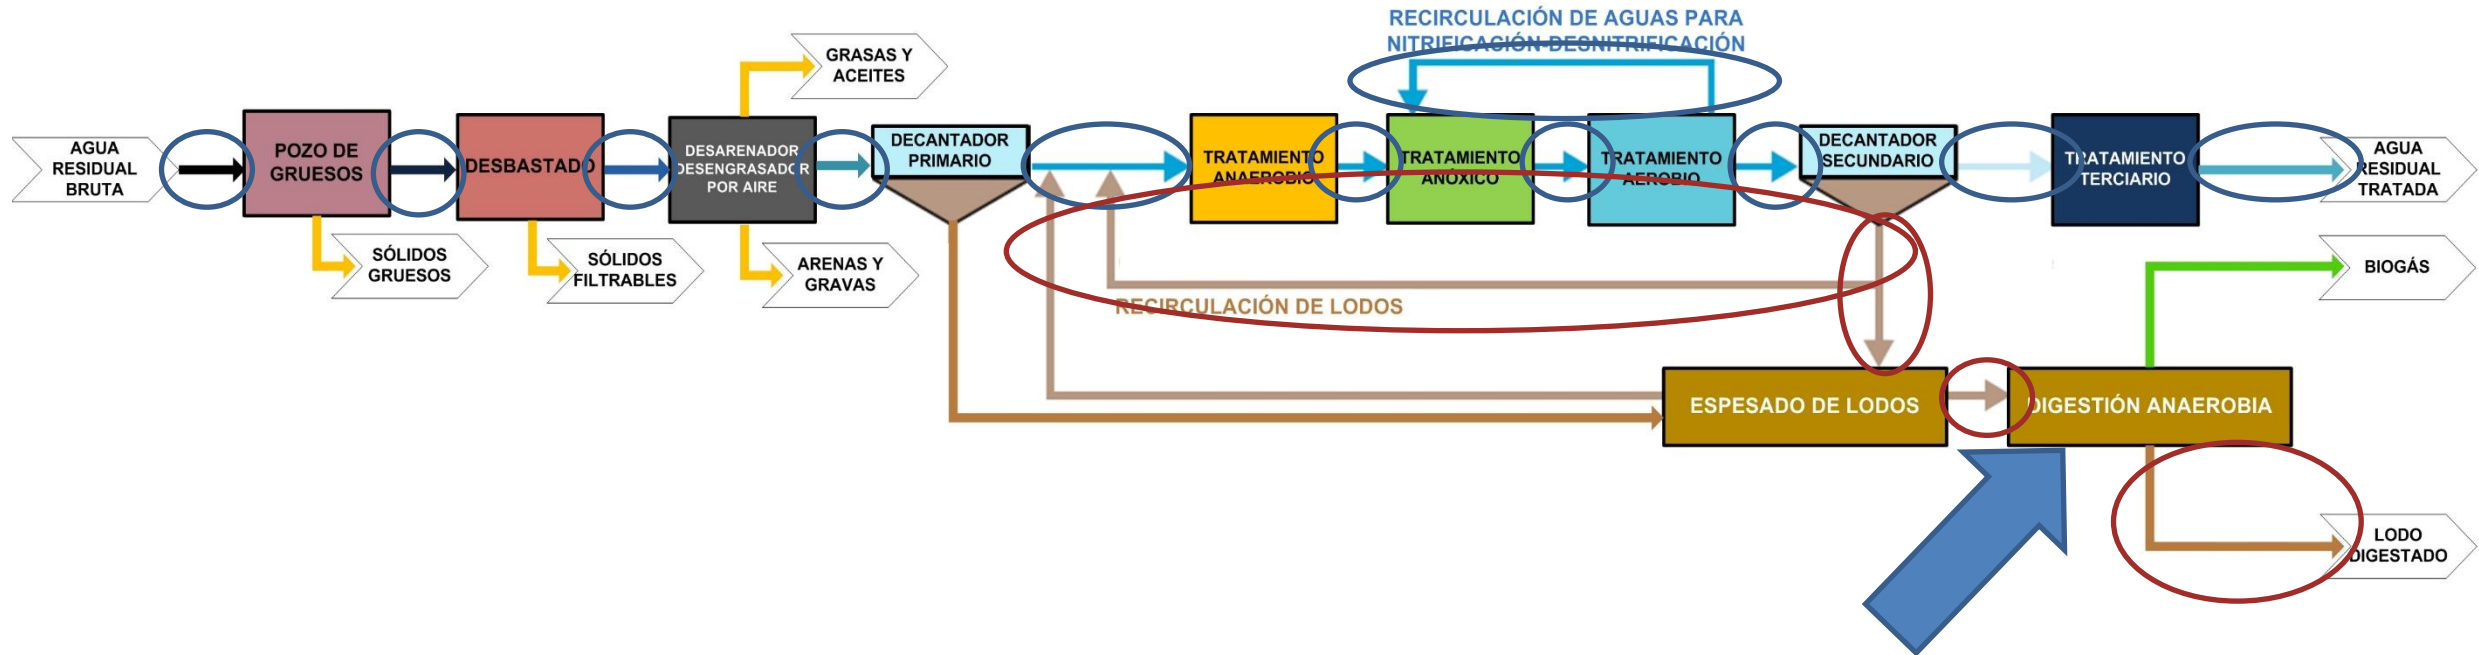 RECIRCULACIÓN DE AGUAS PARA
NITRIFICACIÓN-DESNITRIFICACIÓN
GRASAS Y
ACEITES
AGUA
RESIDUAL
BRUTA
POZO DE
GRUESOS
DESBASTADO
DESARENADOR
DESENGRASADOR
POR AIRE
DECANTADOR
PRIMARIO
TRATAMIENTO
ANAEROBIO
TRATAMIENTO
ANÓXICO
TRATAMIENTO
AEROBIO
DECANTADOR
SECUNDARIO
TRATAMIENTO
TERCIARIO
AGUA
RESIDUAL
TRATADA
SÓLIDOS
GRUESOS
SÓLIDOS
FILTRABLES
ARENAS Y
GRAVAS
RECIRCULACIÓN DE LODOS
BIOGÁS
ESPESADO DE LODOS
DIGESTIÓN ANAEROBIA
LODO
DIGESTADO